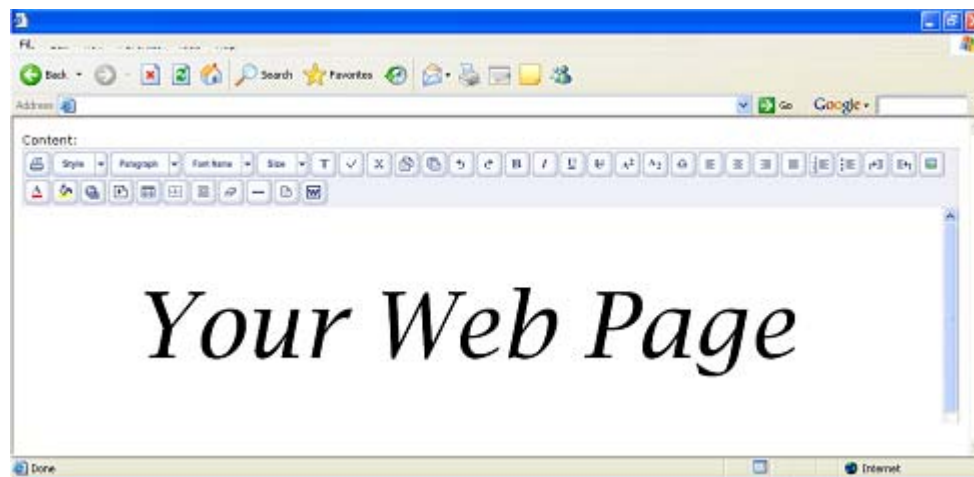 Back Search Favorites
Address Go Google
Content:
Style Paragraph Font Name Size T X B I U
A W
Your Web Page
Done Internet